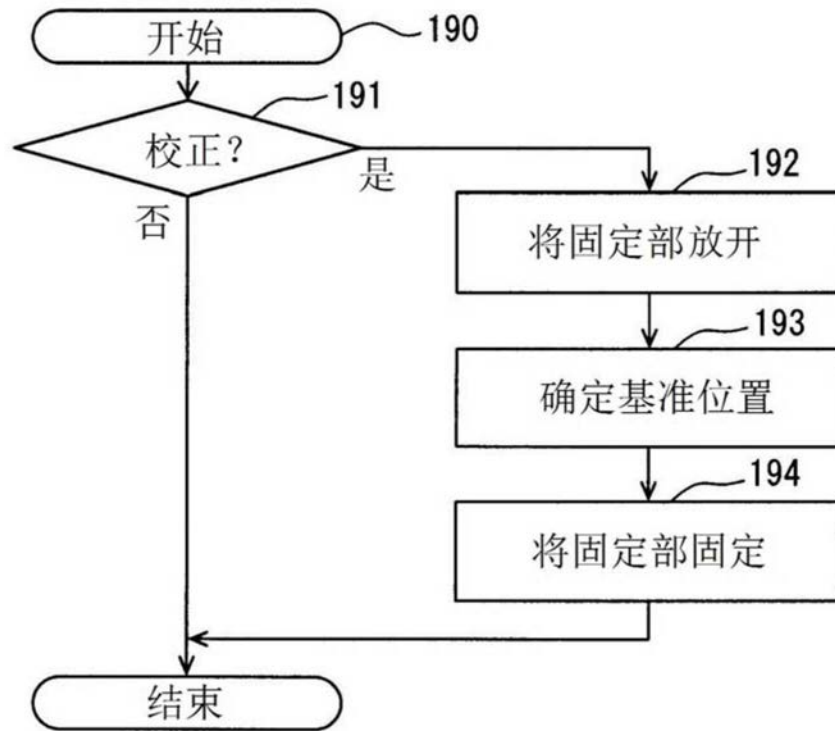 开始
190
191
校正？
是
否
192
将固定部放开
193
确定基准位置
194
将固定部固定
结束